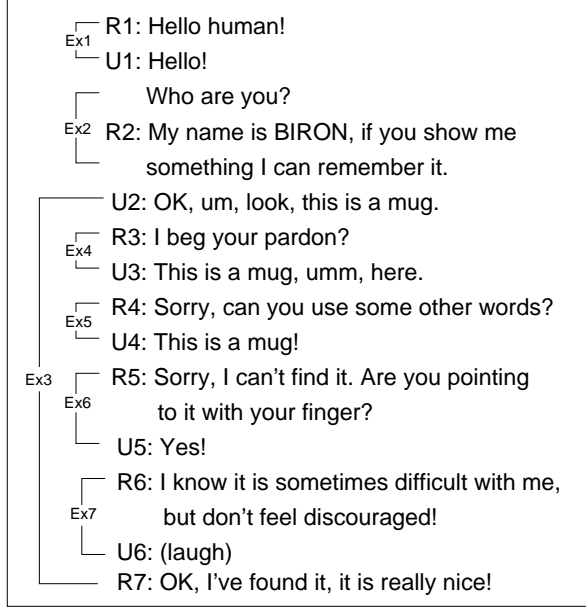 Ex1
R1: Hello human!
U1: Hello!
Who are you?
Ex2
R2: My name is BIRON, if you show me
something I can remember it.
U2: OK, um, look, this is a mug.
R3: I beg your pardon?
Ex4
U3: This is a mug, umm, here.
R4: Sorry, can you use some other words?
Ex5
U4: This is a mug!
Ex3
R5: Sorry, I can't find it. Are you pointing
Ex6
to it with your finger?
U5: Yes!
R6: I know it is sometimes difficult with me,
Ex7
but don't feel discouraged!
U6: (laugh)
R7: OK, I've found it, it is really nice!